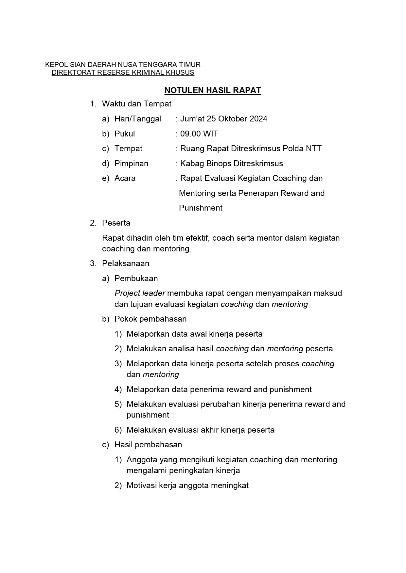 KEPOLISIAN DAERAH NUSA TENGGARA TIMUR
DIREKTORAT RESERSE KRIMINAL KHUSUS
NOTULEN HASIL RAPAT
1. Waktu dan Tempat
a) Hari/Tanggal : Jum'at 25 Oktober 2024
b) Pukul : 09.00 WIT
c) Tempat : Ruang Rapat Ditreskrimsus Polda NTT
d) Pimpinan : Kabag Binops Ditreskrimsus
e) Acara : Rapat Evaluasi Kegiatan Coaching dan
Mentoring serta Penerapan Reward and
Punishment
2. Peserta
Rapat dihadiri oleh tim efektif, coach serta mentor dalam kegiatan
coaching dan mentoring.
3. Pelaksanaan
a) Pembukaan
Project leader membuka rapat dengan menyampaikan maksud
dan tujuan evaluasi kegiatan coaching dan mentoring
b) Pokok pembahasan
1) Melaporkan data awal kinerja peserta
2) Melakukan analisa hasil coaching dan mentoring peserta
3) Melaporkan data kinerja peserta setelah proses coaching
dan mentoring
4) Melaporkan data penerima reward and punishment
5) Melakukan evaluasi perubahan kinerja penerima reward and
punishment
6) Melakukan evaluasi akhir kinerja peserta
c) Hasil pembahasan
1) Anggota yang mengikuti kegiatan coaching dan mentoring
mengalami peningkatan kinerja
2) Motivasi kerja anggota meningkat